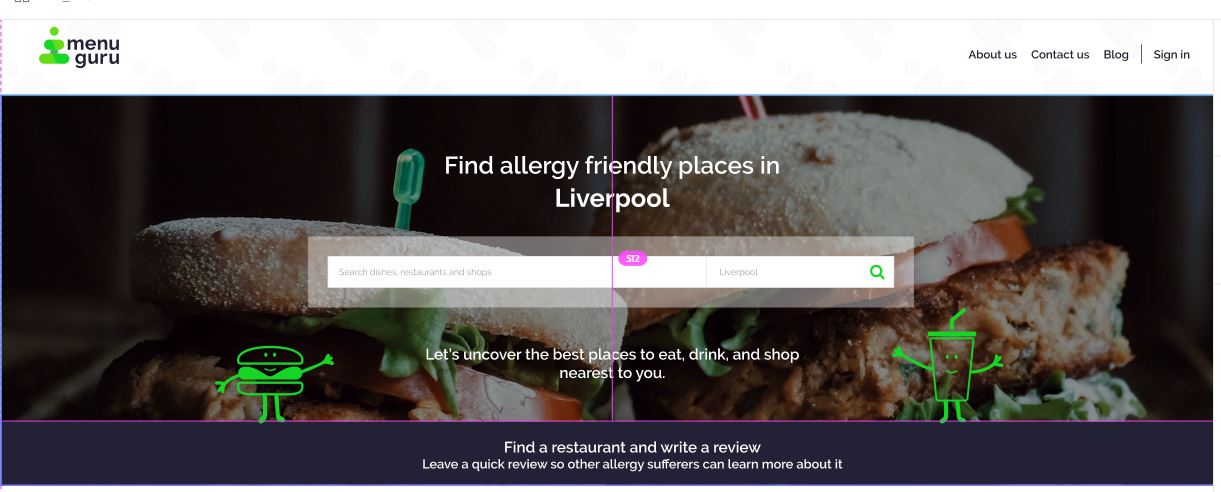 menu
guru
About us Contact us Blog Sign in
Find allergy friendly places in
Liverpool
512
Search dishes, restaurants and shops Liverpool
Let's uncover the best places to eat, drink, and shop
nearest to you.
Find a restaurant and write a review
Leave a quick review so other allergy sufferers can learn more about it